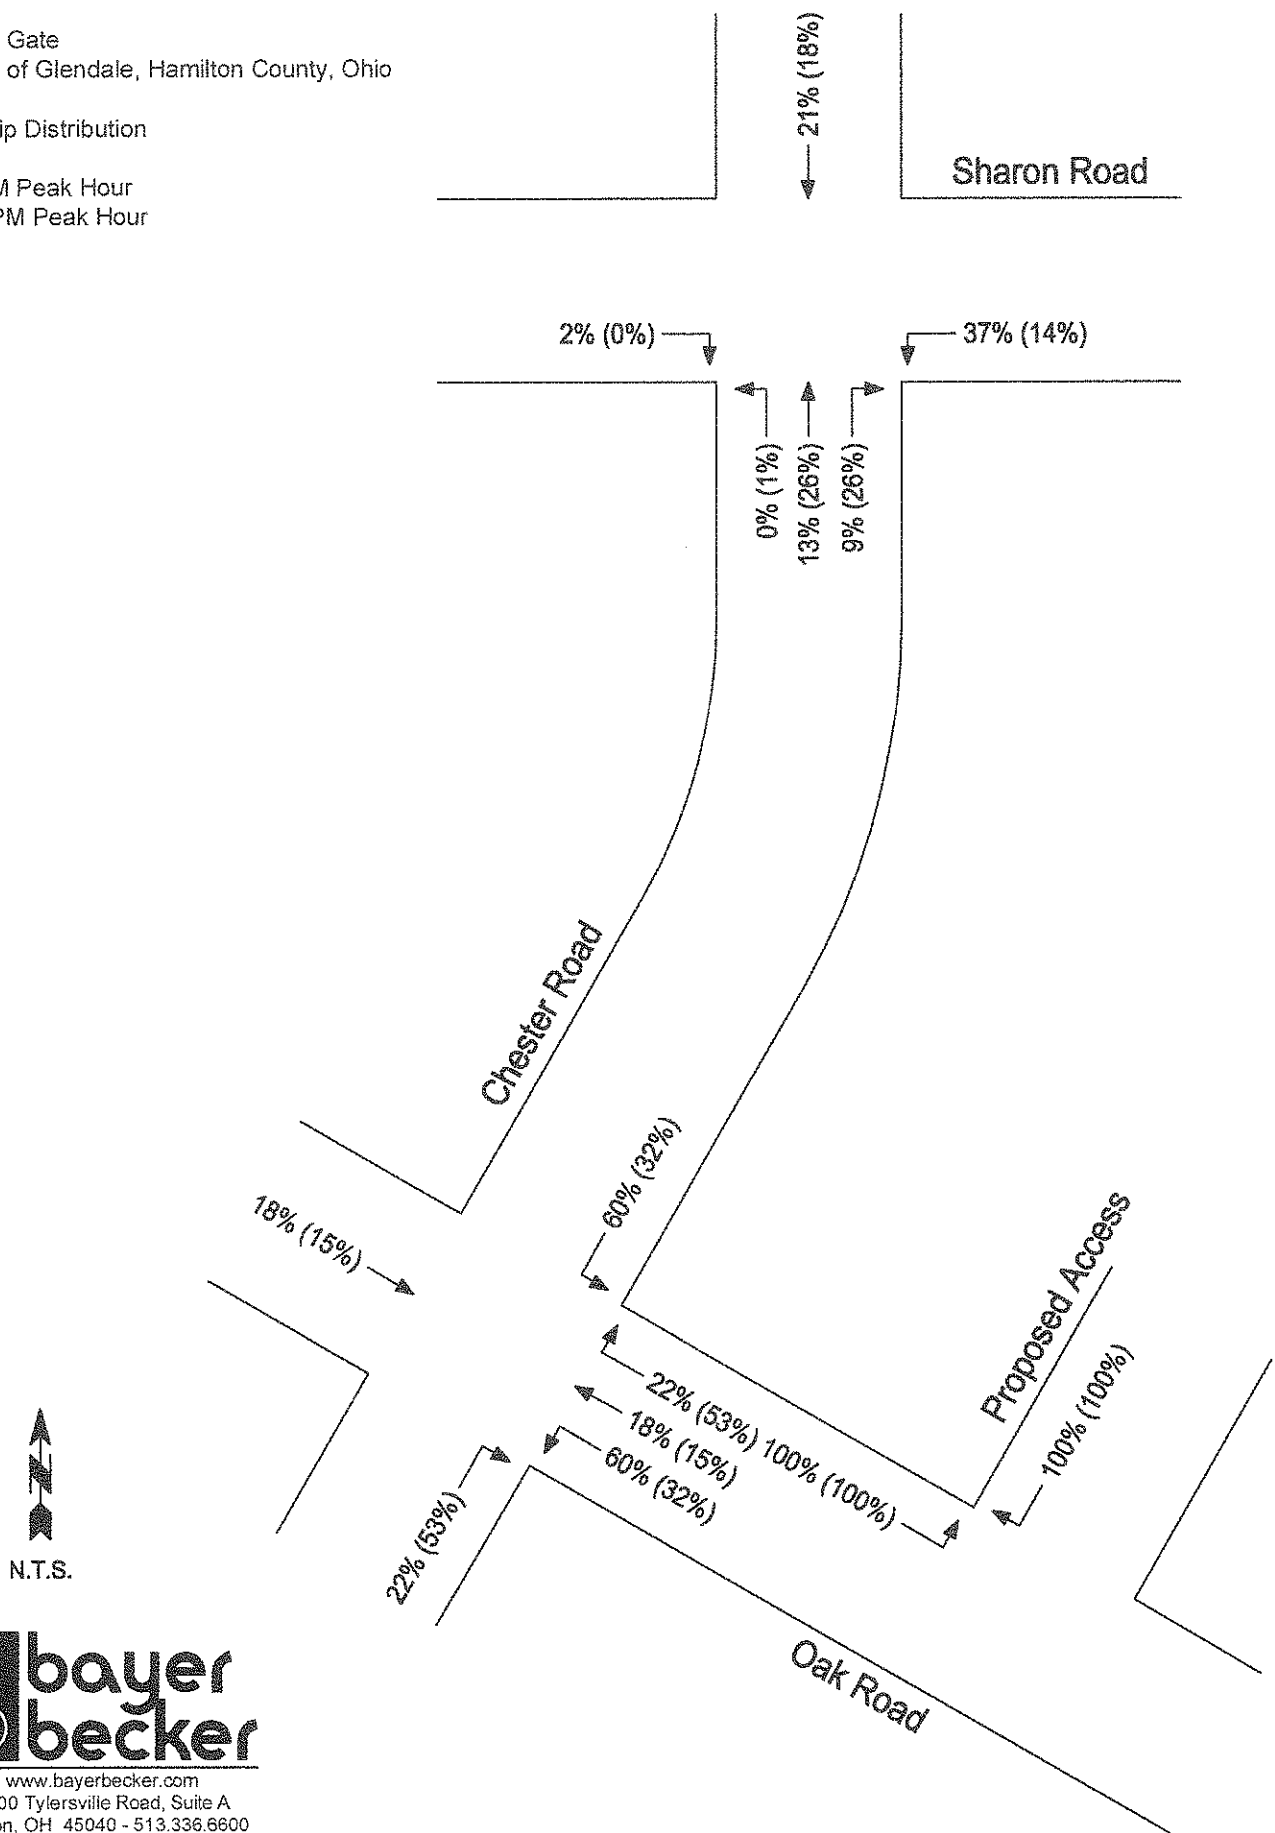 Gate
of Glendale, Hamilton County, Ohio
ip Distribution
M Peak Hour
PM Peak Hour
21% (18%)
Sharon Road
2% (0%)
37% (14%)
0% (1%)
13% (26%)
9% (26%)
Chester Road
60% (32%)
18% (15%)
Proposed Access
100% (100%)
22% (53%) 100% (100%)
18% (15%)
60% (32%)
22% (53%)
Oak Road
N
N.T.S.
bayer
becker
www.bayerbecker.com
00 Tylersville Road, Suite A
on, OH 45040 - 513.336.6600